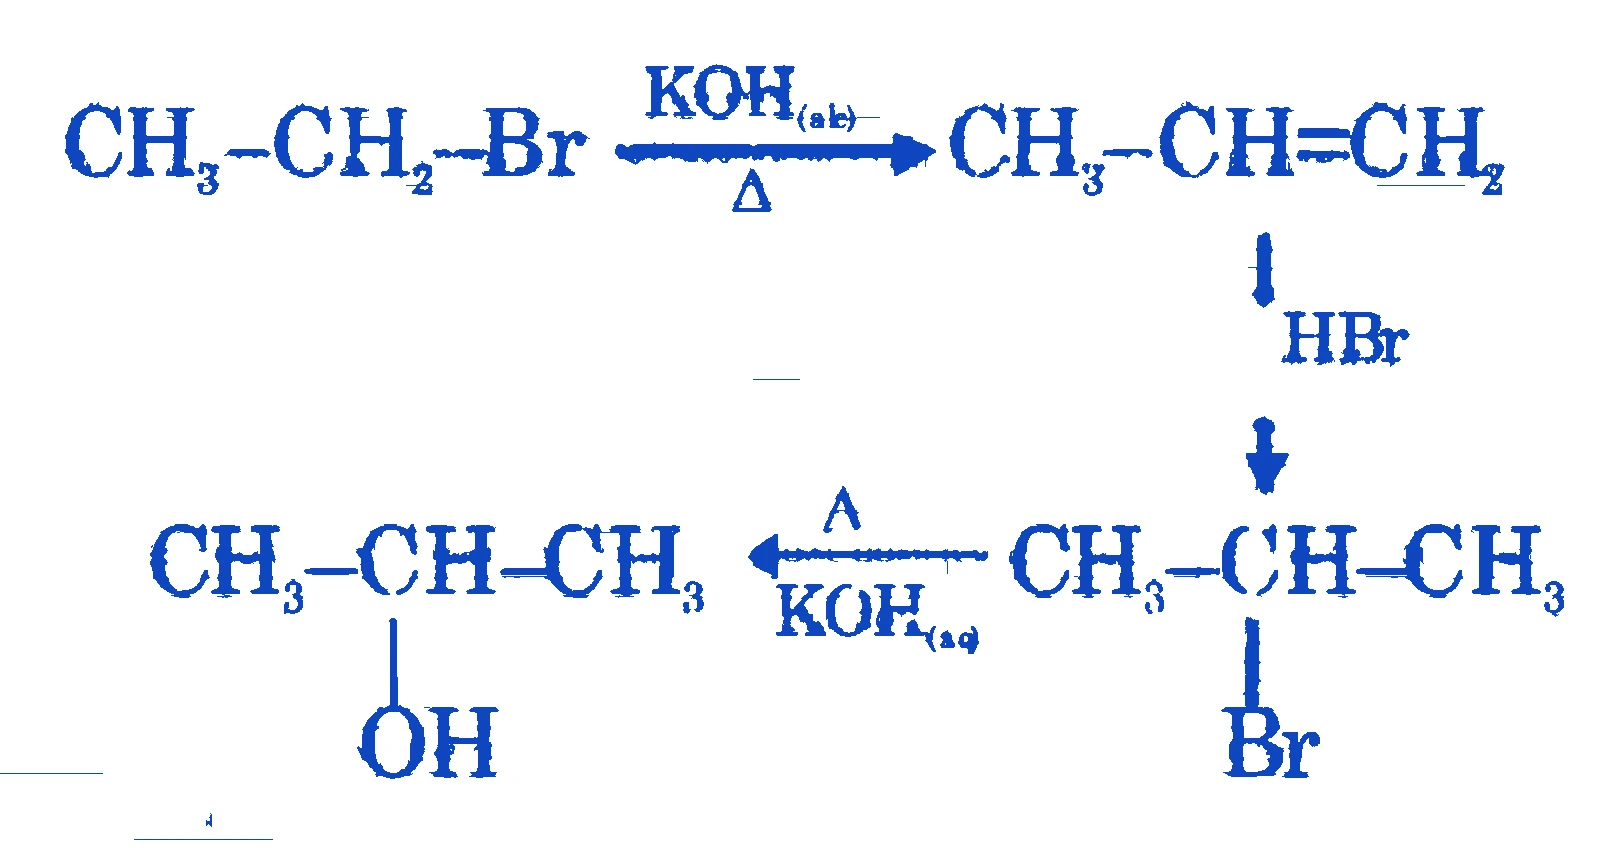 KOH(alc)
CH3–CH2–Br → CH3–CH=CH2
Δ
HBr
Δ
CH3–CH–CH3 ← CH3–CH–CH3
KOH(aq)
OH Br